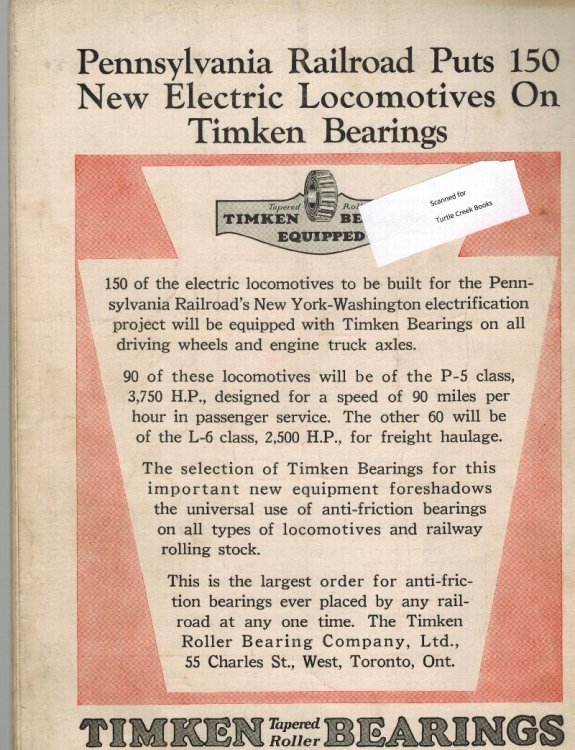 Pennsylvania Railroad Puts 150
New Electric Locomotives On
Timken Bearings
Tapered
TIMKEN
EQUIPPED
Scanned for
Turtle Creek Books
150 of the electric locomotives to be built for the Penn-
sylvania Railroad's New York-Washington electrification
project will be equipped with Timken Bearings on all
driving wheels and engine truck axles.
90 of these locomotives will be of the P-5 class,
3,750 H.P., designed for a speed of 90 miles per
hour in passenger service. The other 60 will be
of the L-6 class, 2,500 H.P., for freight haulage.
The selection of Timken Bearings for this
important new equipment foreshadows
the universal use of anti-friction bearings
on all types of locomotives and railway
rolling stock.
This is the largest order for anti-fric-
tion bearings ever placed by any rail-
road at any one time. The Timken
Roller Bearing Company, Ltd.,
55 Charles St., West, Toronto, Ont.
TIMKEN Tapered Roller BEARINGS